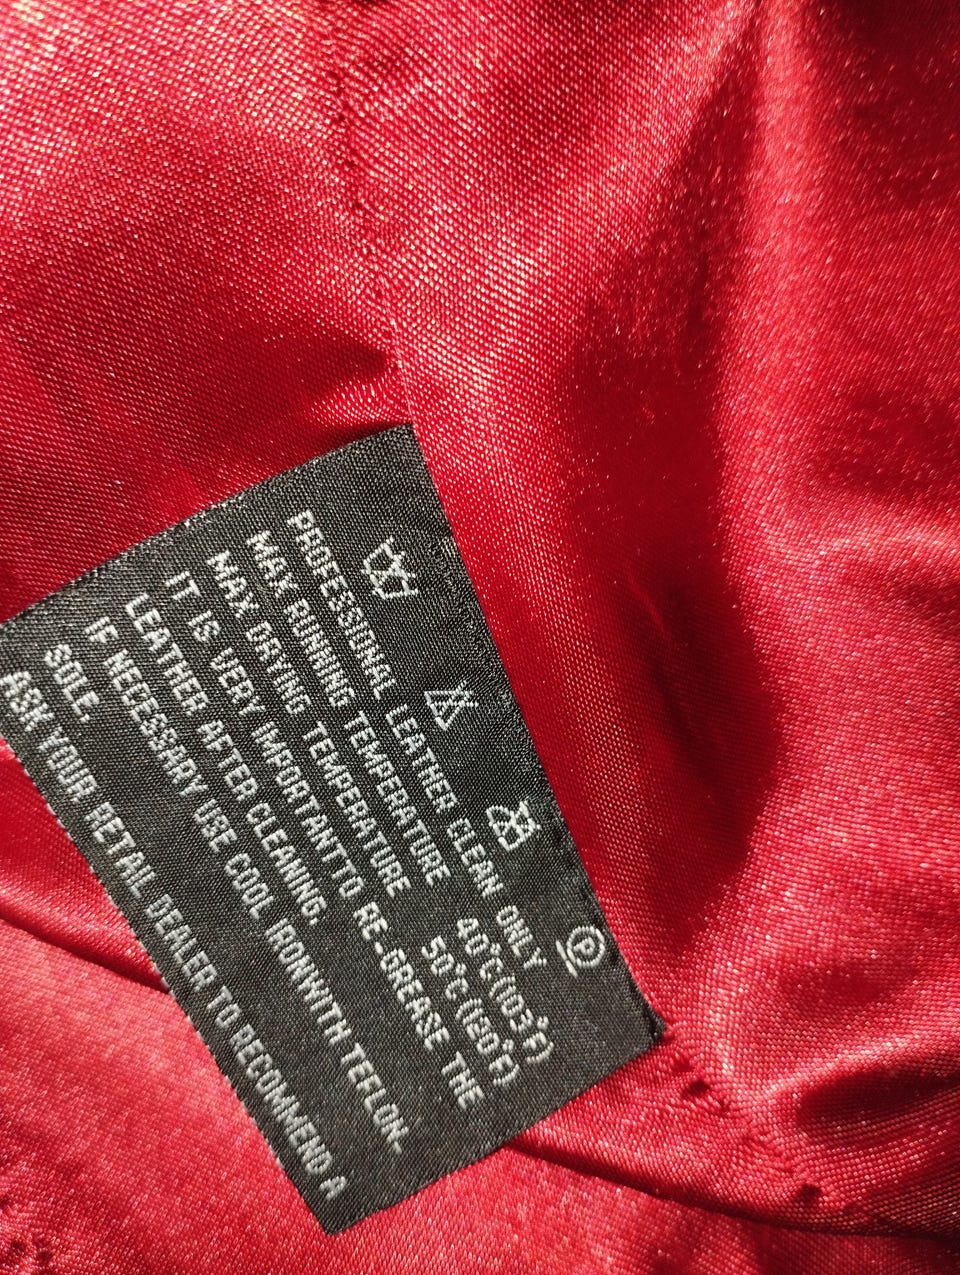 PROFESSIONAL LEATHER CLEAN ONLY
MAX RUNNING TEMPERATURE 40°C(103°F)
MAX DRYING TEMPERATURE 50°C(120°F)
IT IS VERY IMPORTANTTO RE-GREASE THE
LEATHER AFTER CLEANING.
IF NECESSARY USE COOL IRONWITH TEFLON.
SOLE.
ASK YOUR RETAIL DEALER TO RECOMMEND A